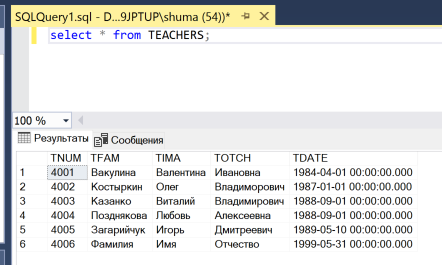 SQLQuery1.sql - D...9JPTUP\shuma (54))*
select * from TEACHERS;
100 %
Результаты Сообщения
TNUM TFAM TIMA TOTCH TDATE
1 4001 Вакулина Валентина Ивановна 1984-04-01 00:00:00.000
2 4002 Костыркин Олег Владиморович 1987-01-01 00:00:00.000
3 4003 Казанко Виталий Владимирович 1988-09-01 00:00:00.000
4 4004 Позднякова Любовь Алексеевна 1988-09-01 00:00:00.000
5 4005 Загарийчук Игорь Дмитреевич 1989-05-10 00:00:00.000
6 4006 Фамилия Имя Отчество 1999-05-31 00:00:00.000